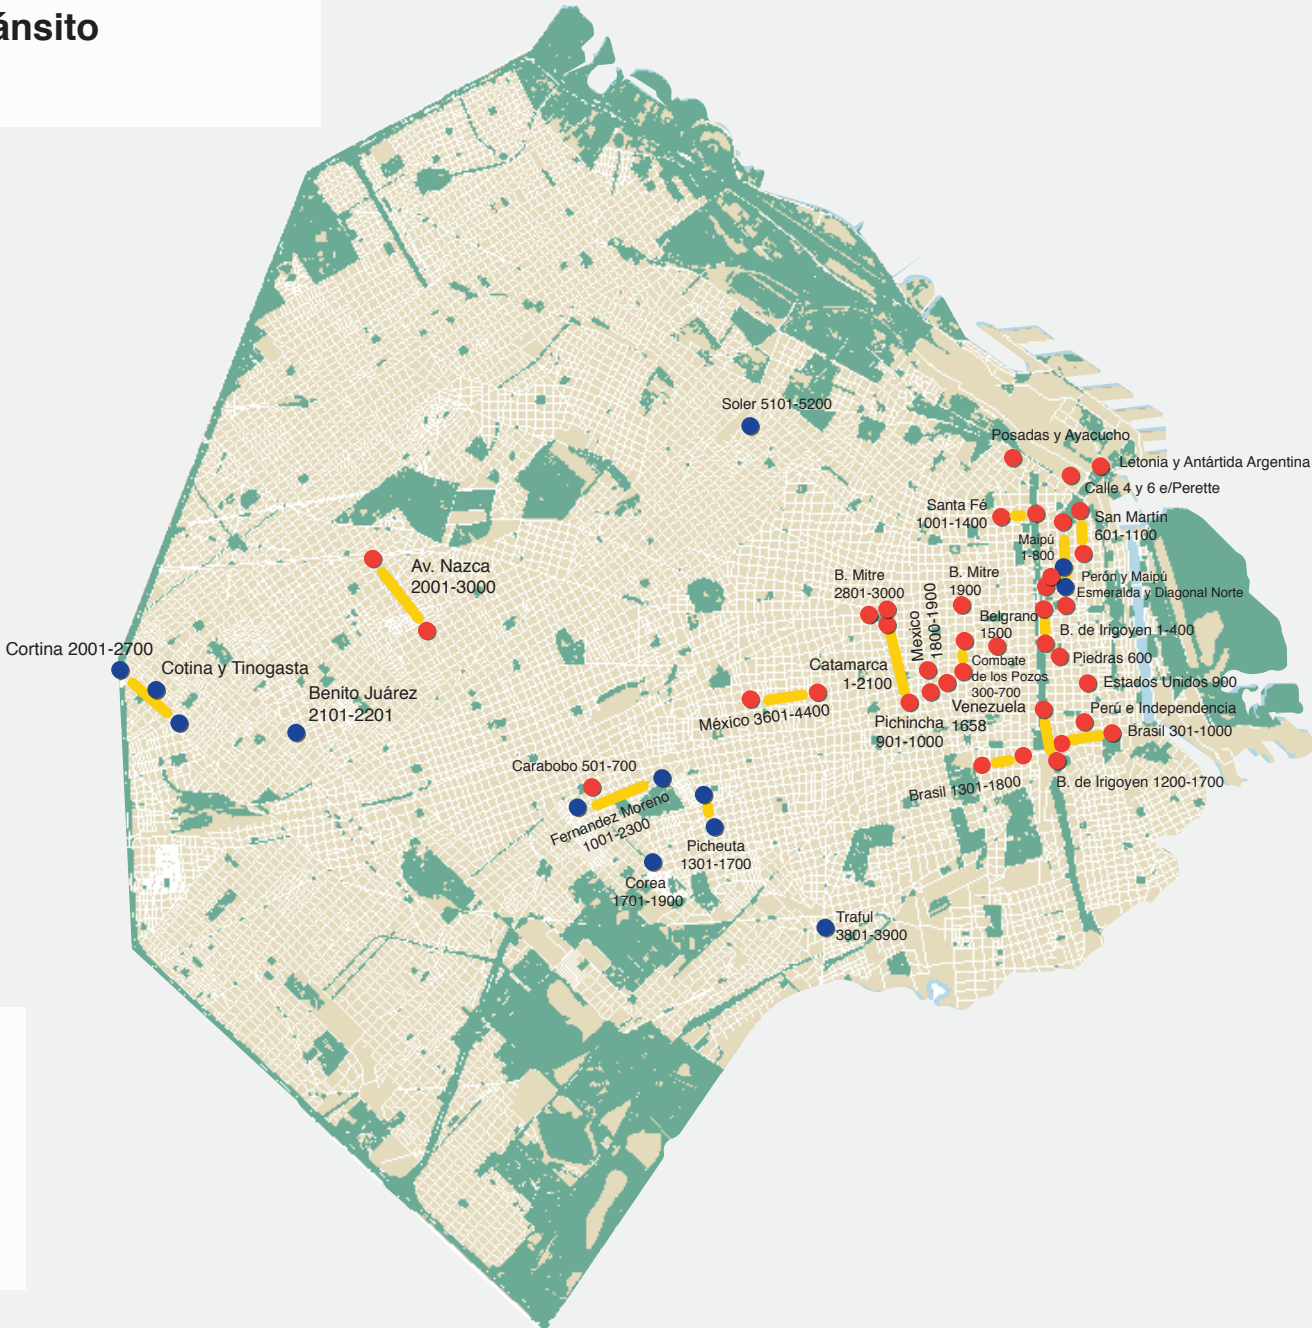 ánsito
Soler 5101-5200
Posadas y Ayacucho
Letonia y Antártida Argentina
Calle 4 y 6 e/Perette
Santa Fé
1001-1400
San Martín
601-1100
Maipú
1-800
Perón y Maipú
Esmeralda y Diagonal Norte
Av. Nazca
2001-3000
B. Mitre
2801-3000
B. Mitre
1900
Mexico
1800-1900
Belgrano
1500
B. de Irigoyen 1-400
Piedras 600
Cortina 2001-2700
Cotina y Tinogasta
Benito Juárez
2101-2201
Catamarca
1-2100
Combate
de los Pozos
300-700
Estados Unidos 900
México 3601-4400
Pichincha
901-1000
Venezuela
1658
Perú e Independencia
Brasil 301-1000
Carabobo 501-700
Brasil 1301-1800
B. de Irigoyen 1200-1700
Fernandez Moreno
1001-2300
Picheuta
1301-1700
Corea
1701-1900
Traful
3801-3900